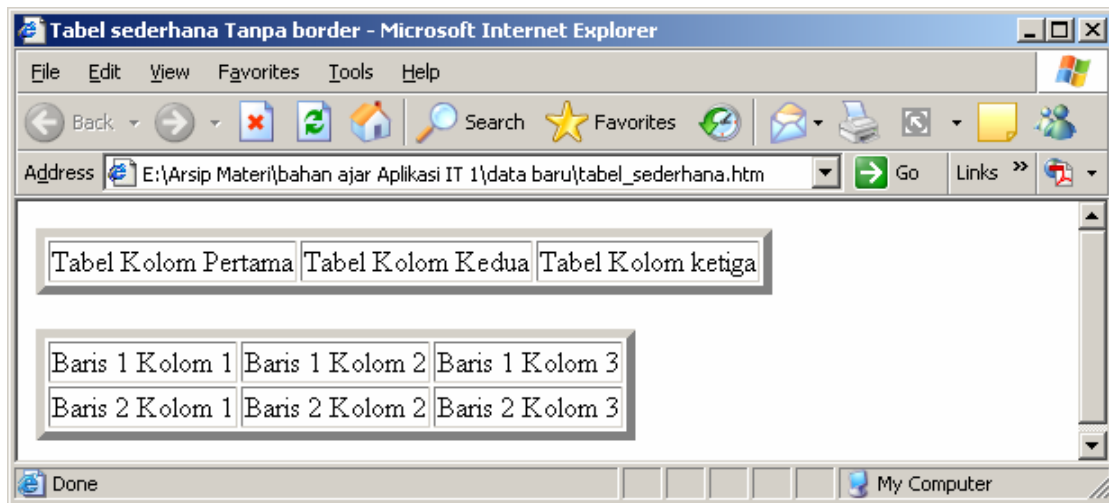 Tabel sederhana Tanpa border - Microsoft Internet Explorer
File Edit View Favorites Tools Help
Back Search Favorites
Address E:\Arsip Materi\bahan ajar Aplikasi IT 1\data baru\tabel_sederhana.htm Go Links »
Tabel Kolom Pertama Tabel Kolom Kedua Tabel Kolom ketiga
Baris 1 Kolom 1 Baris 1 Kolom 2 Baris 1 Kolom 3
Baris 2 Kolom 1 Baris 2 Kolom 2 Baris 2 Kolom 3
Done My Computer